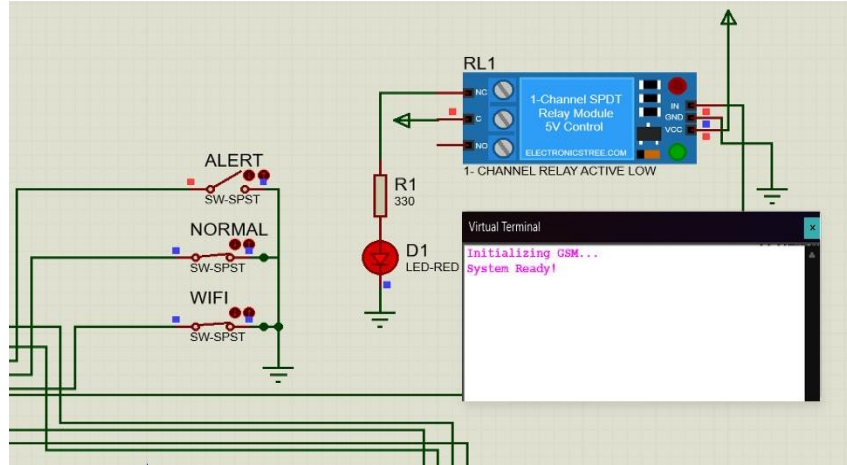 RL1
NC
C
NO
1-Channel SPDT
Relay Module
5V Control
ELECTRONICSTREE.COM
IN
GND
VCC
1- CHANNEL RELAY ACTIVE LOW
ALERT
SW-SPST
NORMAL
SW-SPST
WIFI
SW-SPST
R1
330
D1
LED-RED
Virtual Terminal
x
Initializing GSM...
System Ready!